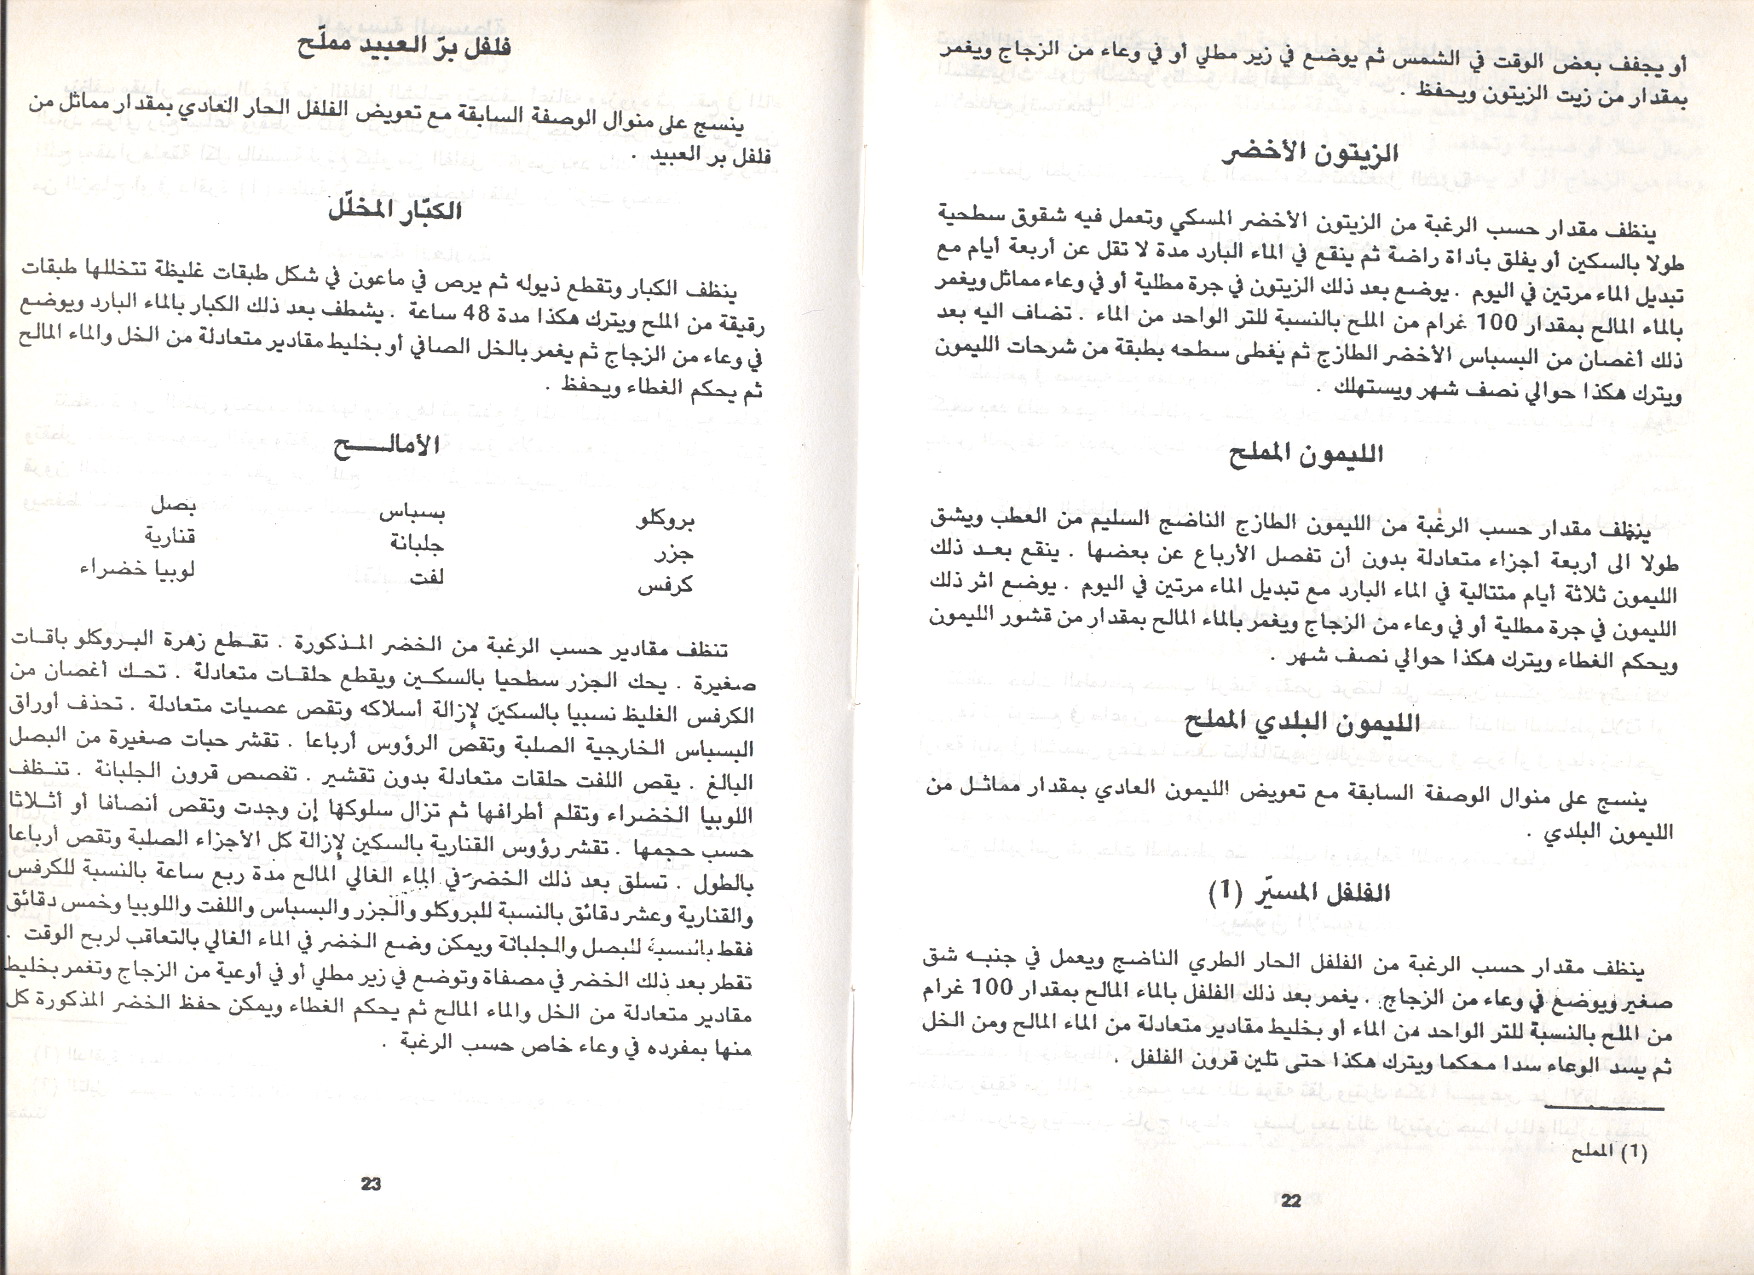 أو يجفف بعض الوقت في الشمس ثم يوضع في زير مطلي أو في وعاء من الزجاج ويغمر
بمقدار من زيت الزيتون ويحفظ .
الزيتون الأخضر
ينظف مقدار حسب الرغبة من الزيتون الأخضر المسكي وتعمل فيه شقوق سطحية
طولا بالسكين أو يفلق بأداة راضة ثم ينقع في الماء البارد مدة لا تقل عن أربعة أيام مع
تبديل الماء مرتين في اليوم . يوضع بعد ذلك الزيتون في جرة مطلية أو في وعاء مماثل ويغمر
بالماء المالح بمقدار 100 غرام من الملح بالنسبة للتر الواحد من الماء . تضاف اليه بعد
ذلك أغصان من البسباس الأخضر الطازج ثم يغطى سطحه بطبقة من شرحات الليمون
ويترك هكذا حوالي نصف شهر ويستهلك .
الليمون المملح
ينظف مقدار حسب الرغبة من الليمون الطازج الناضج السليم من العطب ويشق
طولا الى أربعة أجزاء متعادلة بدون أن تفصل الأرباع عن بعضها . ينقع بعد ذلك
الليمون ثلاثة أيام متتالية في الماء البارد مع تبديل الماء مرتين في اليوم . يوضع اثر ذلك
الليمون في جرة مطلية أو في وعاء من الزجاج ويغمر بالماء المالح بمقدار من قشور الليمون
ويحكم الغطاء ويترك هكذا حوالي نصف شهر .
الليمون البلدي المملح
ينسج على منوال الوصفة السابقة مع تعويض الليمون العادي بمقدار مماثل من
الليمون البلدي .
الفلفل المسيّر (1)
ينظف مقدار حسب الرغبة من الفلفل الحار الطري الناضج ويعمل في جنبه شق
صغير ويوضع في وعاء من الزجاج . يغمر بعد ذلك الفلفل بالماء المالح بمقدار 100 غرام
من الملح بالنسبة للتر الواحد من الماء أو بخليط مقادير متعادلة من الماء المالح ومن الخل
ثم يسد الوعاء سدا محكما ويترك هكذا حتى تلين قرون الفلفل .
(1) المملح
22
فلفل برّ العبيد مملّح
ينسج على منوال الوصفة السابقة مع تعويض الفلفل الحار العادي بمقدار مماثل من
فلفل بر العبيد .
الكبّار المخلّل
ينظف الكبار وتقطع ذيوله ثم يرص في ماعون في شكل طبقات غليظة تتخللها طبقات
رقيقة من الملح ويترك هكذا مدة 48 ساعة . يشطف بعد ذلك الكبار بالماء البارد ويوضع
في وعاء من الزجاج ثم يغمر بالخل الصافي أو بخليط مقادير متعادلة من الخل والماء المالح
ثم يحكم الغطاء ويحفظ .
الأمالـــح
بروكلو بسباس بصل
جزر جلبانة قنارية
كرفس لفت لوبيا خضراء
تنظف مقادير حسب الرغبة من الخضر المذكورة . تقطع زهرة البروكلو باقات
صغيرة . يحك الجزر سطحيا بالسكين ويقطع حلقات متعادلة . تحك أغصان من
الكرفس الغليظ نسبيا بالسكين لإزالة أسلاكه وتقص عصيات متعادلة . تحذف أوراق
البسباس الخارجية الصلبة وتقص الرؤوس أرباعا . تقشر حبات صغيرة من البصل
البالغ . يقص اللفت حلقات متعادلة بدون تقشير . تفصص قرون الجلبانة . تنظف
اللوبيا الخضراء وتقلم أطرافها ثم تزال سلوكها إن وجدت وتقص أنصافا أو أثلاثا
حسب حجمها . تقشر رؤوس القنارية بالسكين لإزالة كل الأجزاء الصلبة وتقص أرباعا
بالطول . تسلق بعد ذلك الخضر في الماء الغالي المالح مدة ربع ساعة بالنسبة للكرفس
والقنارية وعشر دقائق بالنسبة للبروكلو والجزر والبسباس واللفت واللوبيا وخمس دقائق
فقط بالنسبة للبصل والجلبانة ويمكن وضع الخضر في الماء الغالي بالتعاقب لربح الوقت .
تقطر بعد ذلك الخضر في مصفاة وتوضع في زير مطلي أو في أوعية من الزجاج وتغمر بخليط
مقادير متعادلة من الخل والماء المالح ثم يحكم الغطاء ويمكن حفظ الخضر المذكورة كل
منها بمفرده في وعاء خاص حسب الرغبة .
23